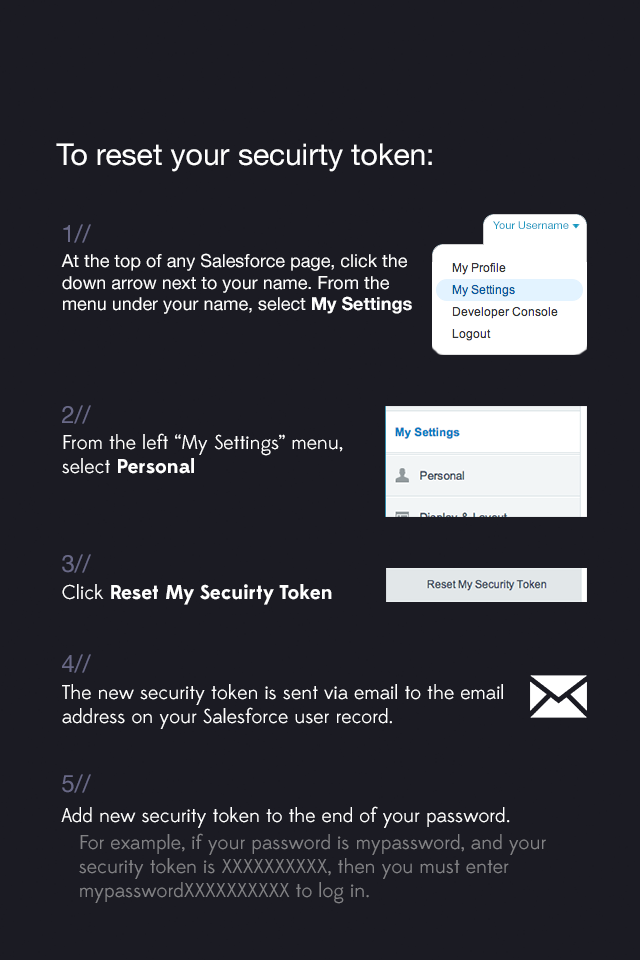 To reset your secuirty token:
1//
At the top of any Salesforce page, click the
down arrow next to your name. From the
menu under your name, select My Settings
Your Username
My Profile
My Settings
Developer Console
Logout
2//
From the left “My Settings” menu,
select Personal
My Settings
Personal
Display & Layout
3//
Click Reset My Secuirty Token
Reset My Security Token
4//
The new security token is sent via email to the email
address on your Salesforce user record.
5//
Add new security token to the end of your password.
For example, if your password is mypassword, and your
security token is XXXXXXXXXX, then you must enter
mypasswordXXXXXXXXXX to log in.